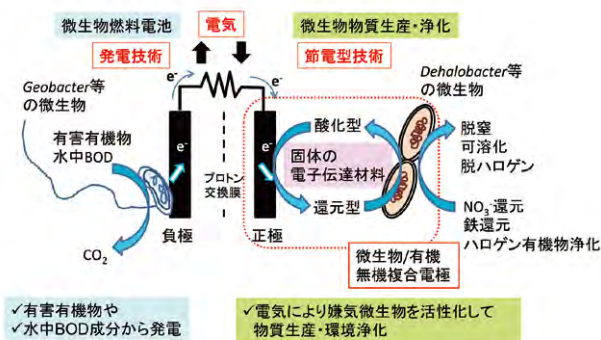 微生物燃料電池
電気
微生物物質生産・浄化
発電技術
節電型技術
e-
e-
Geobacter等
の微生物
Dehalobacter等
の微生物
有害有機物
水中BOD
e-
プロトン
交換膜
e-
酸化型
固体の
電子伝達材料
還元型
脱窒
可溶化
脱ハロゲン
NO3-還元
鉄還元
ハロゲン有機物浄化
CO2
負極
正極
微生物/有機
無機複合電極
✓有害有機物や
✓水中BOD成分から発電
✓電気により嫌気微生物を活性化して
物質生産・環境浄化